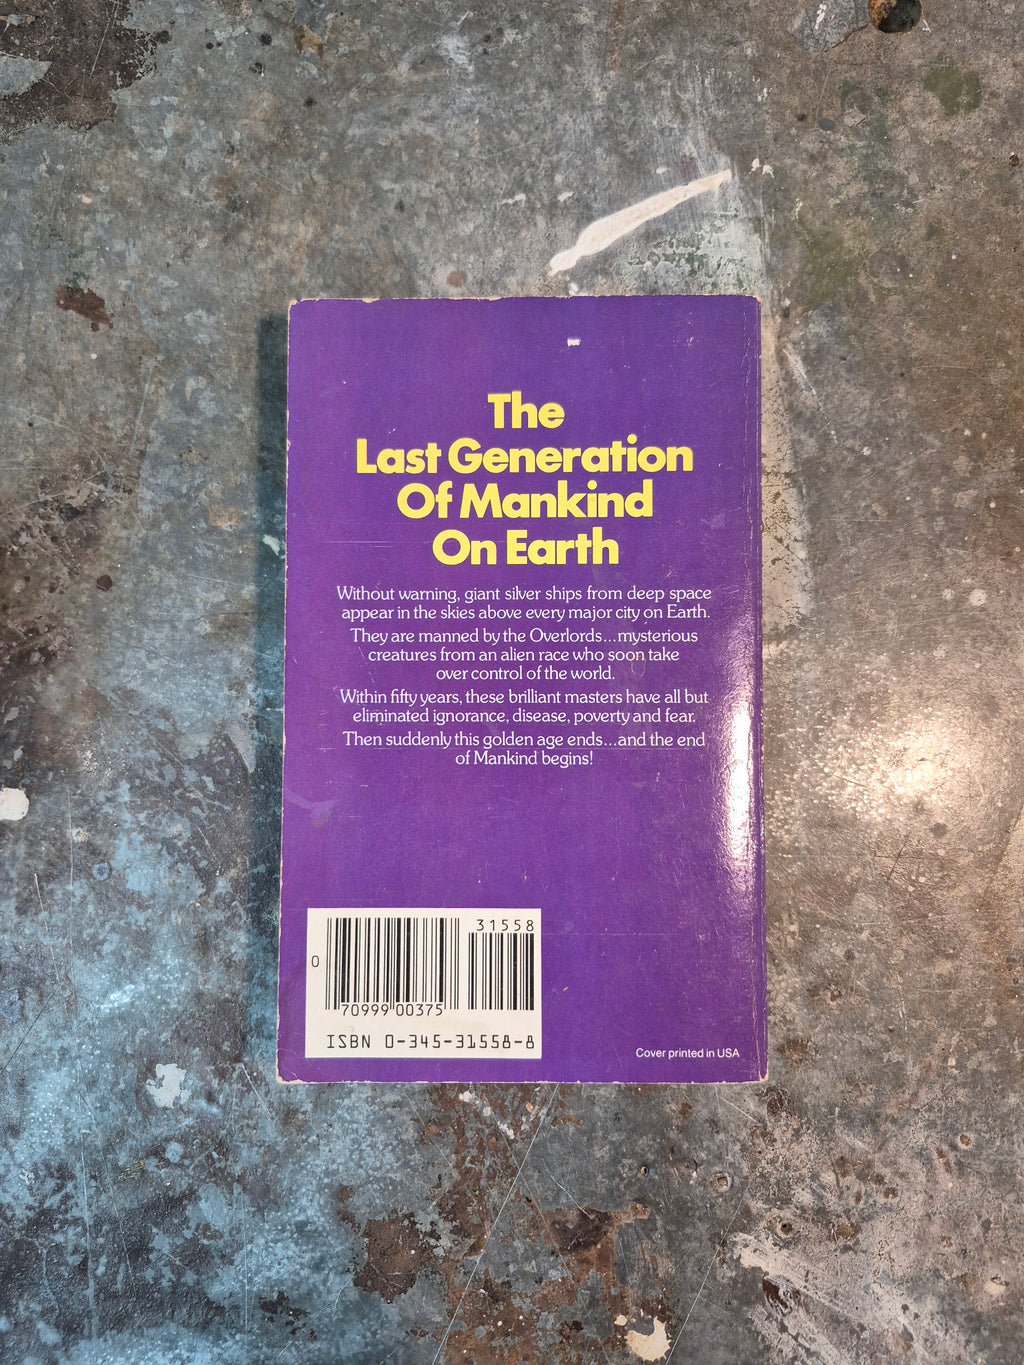 The
Last Generation
Of Mankind
On Earth
Without warning, giant silver ships from deep space
appear in the skies above every major city on Earth.
They are manned by the Overlords...mysterious
creatures from an alien race who soon take
over control of the world.
Within fifty years, these brilliant masters have all but
eliminated ignorance, disease, poverty and fear.
Then suddenly this golden age ends...and the end
of Mankind begins!
31558
0
70999 00375
ISBN 0-345-31558-8
Cover printed in USA